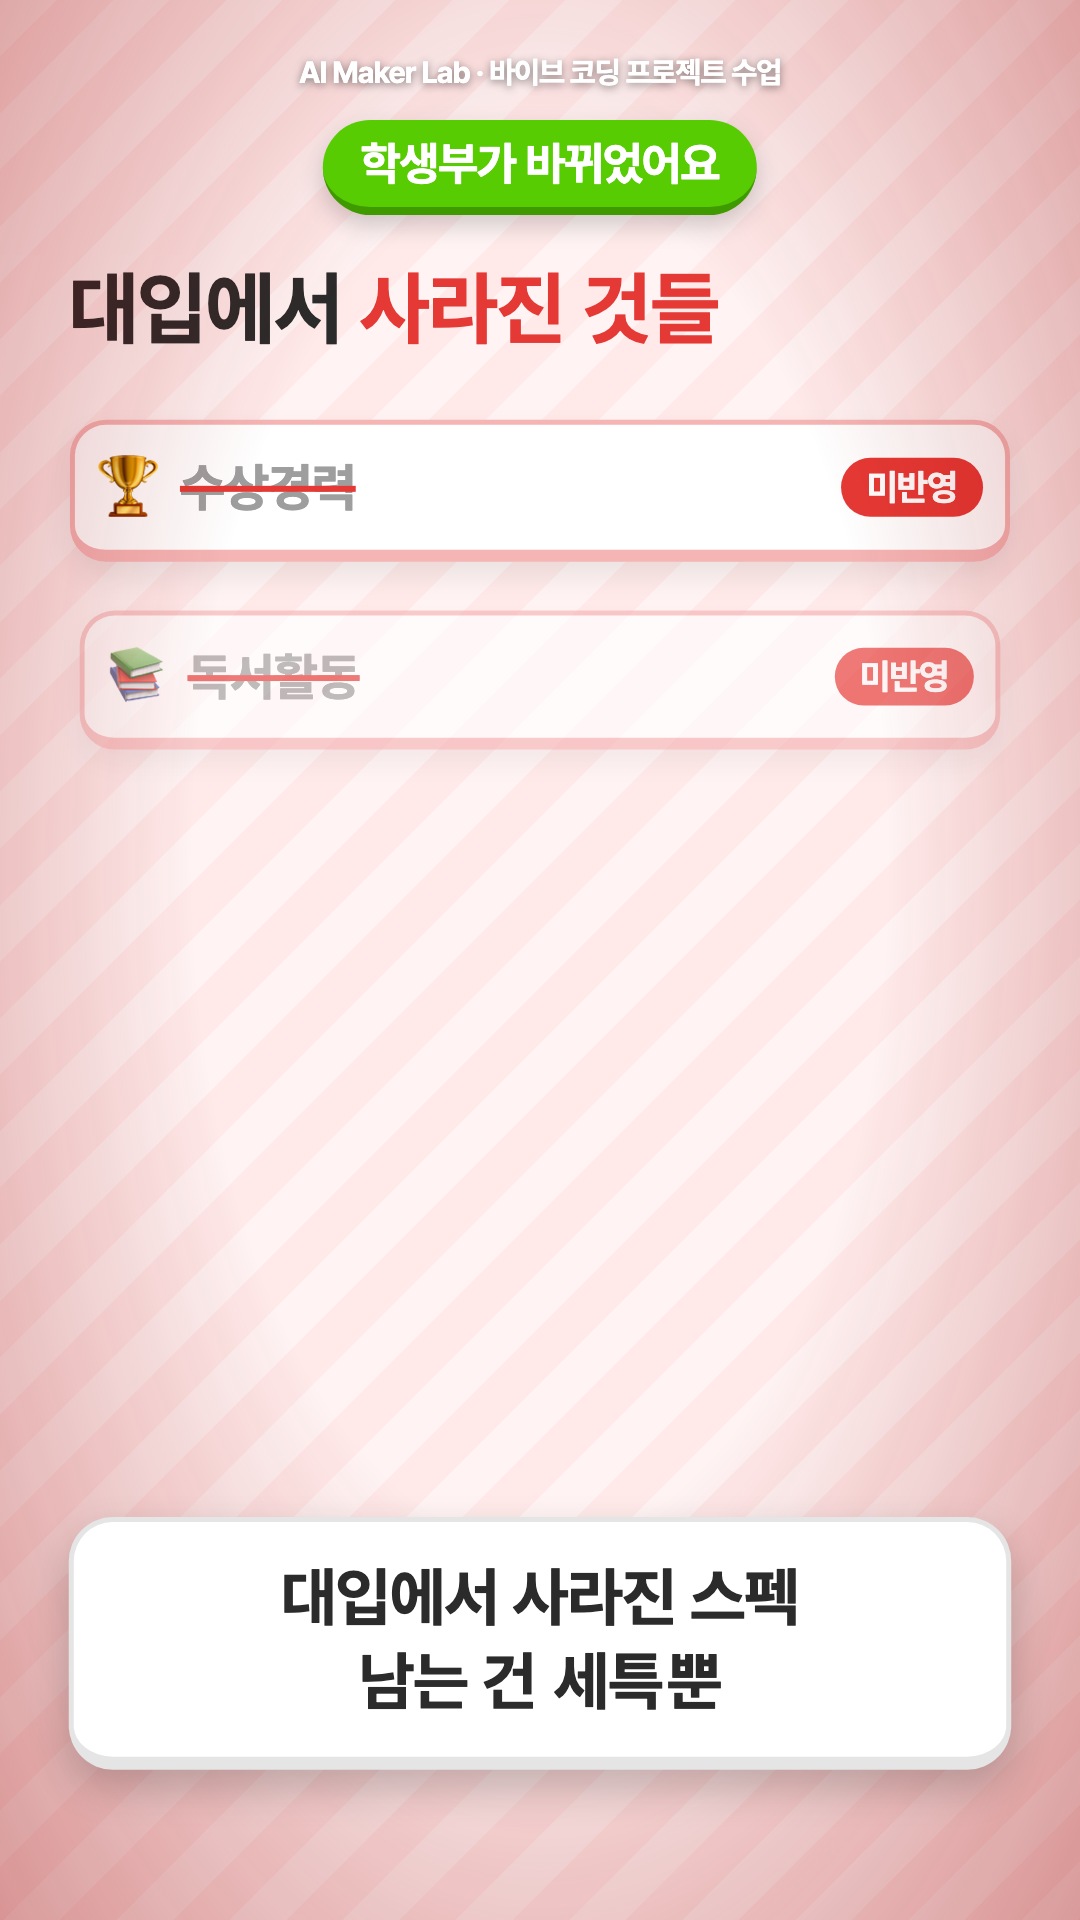 AI Maker Lab · 바이브 코딩 프로젝트 수업
학생부가 바뀌었어요
대입에서 사라진 것들
수상경력 미반영
독서활동 미반영
대입에서 사라진 스펙
남는 건 세특뿐